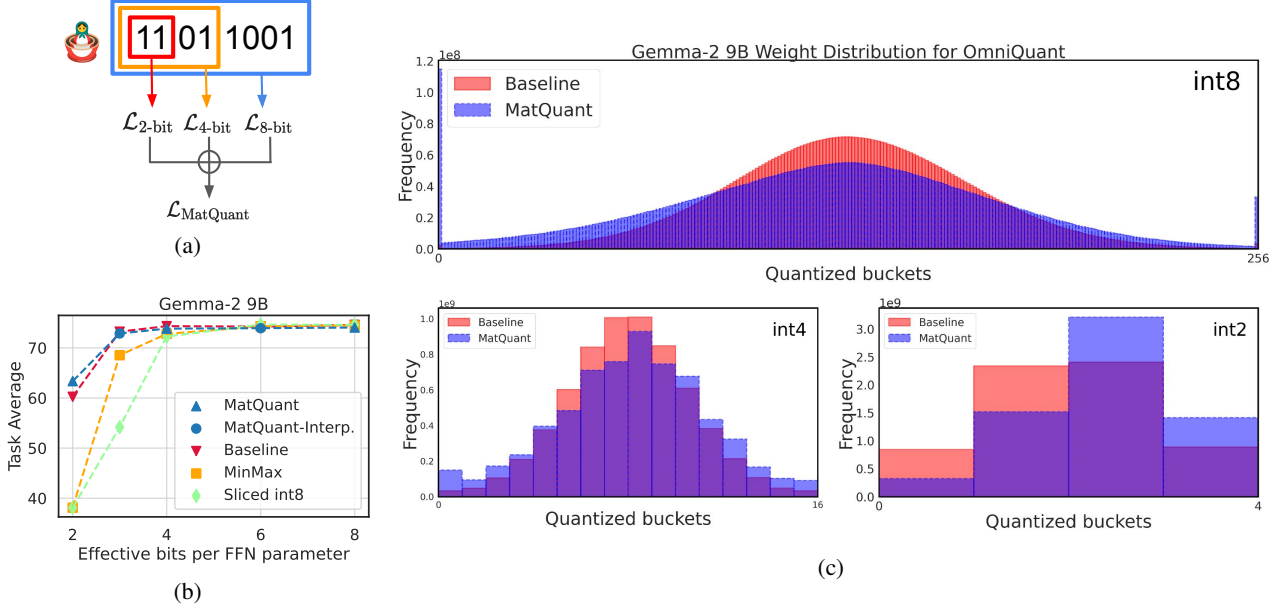 11 01 1001
ℒ2-bit ℒ4-bit ℒ8-bit
ℒMatQuant
(a)
Gemma-2 9B
Task Average
70
60
50
40
MatQuant
MatQuant-Interp.
Baseline
MinMax
Sliced int8
2 4 6 8
Effective bits per FFN parameter
(b)
Gemma-2 9B Weight Distribution for OmniQuant
1e8
Frequency
1.2
1.0
0.8
0.6
0.4
0.2
0.0
Baseline
MatQuant
int8
0 256
Quantized buckets
1e9
Frequency
1.0
0.8
0.6
0.4
0.2
0.0
Baseline
MatQuant
int4
0 16
Quantized buckets
1e9
Frequency
3.0
2.5
2.0
1.5
1.0
0.5
0.0
Baseline
MatQuant
int2
0 4
Quantized buckets
(c)